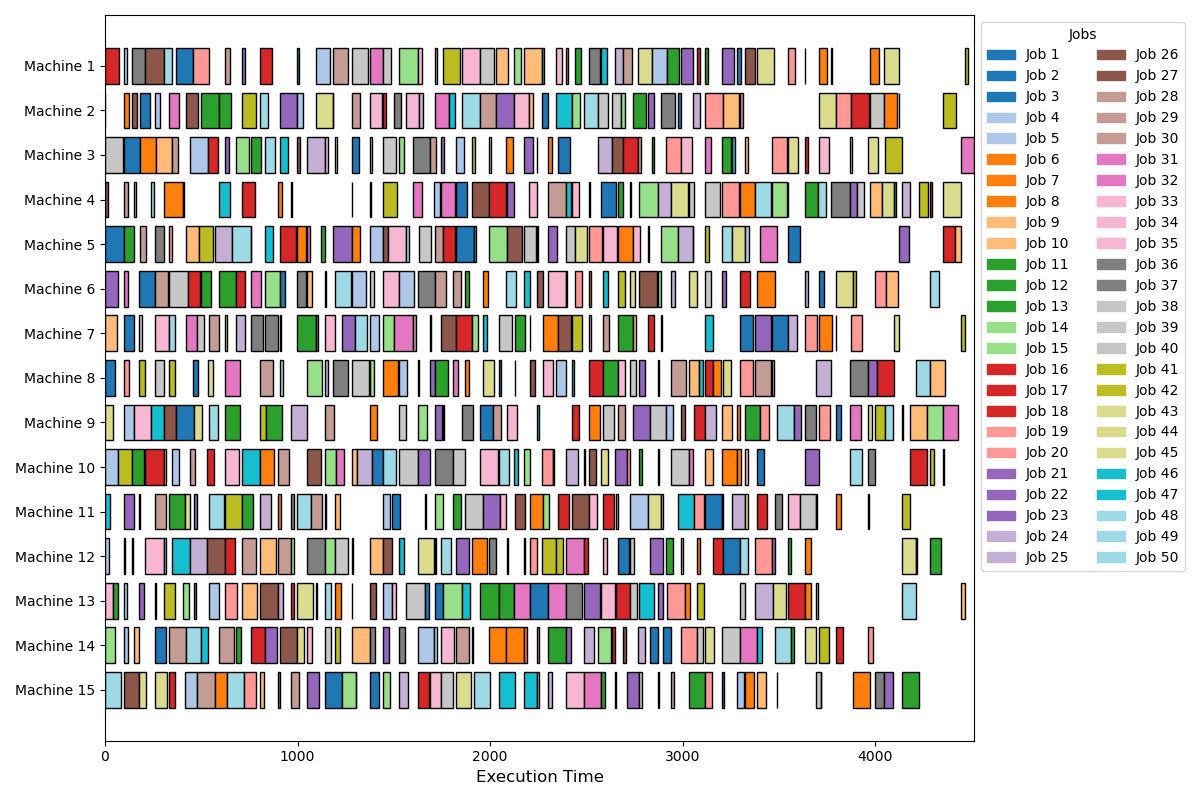 Machine 1
Machine 2
Machine 3
Machine 4
Machine 5
Machine 6
Machine 7
Machine 8
Machine 9
Machine 10
Machine 11
Machine 12
Machine 13
Machine 14
Machine 15
0 1000 2000 3000 4000
Execution Time
Jobs
Job 1 Job 26
Job 2 Job 27
Job 3 Job 28
Job 4 Job 29
Job 5 Job 30
Job 6 Job 31
Job 7 Job 32
Job 8 Job 33
Job 9 Job 34
Job 10 Job 35
Job 11 Job 36
Job 12 Job 37
Job 13 Job 38
Job 14 Job 39
Job 15 Job 40
Job 16 Job 41
Job 17 Job 42
Job 18 Job 43
Job 19 Job 44
Job 20 Job 45
Job 21 Job 46
Job 22 Job 47
Job 23 Job 48
Job 24 Job 49
Job 25 Job 50